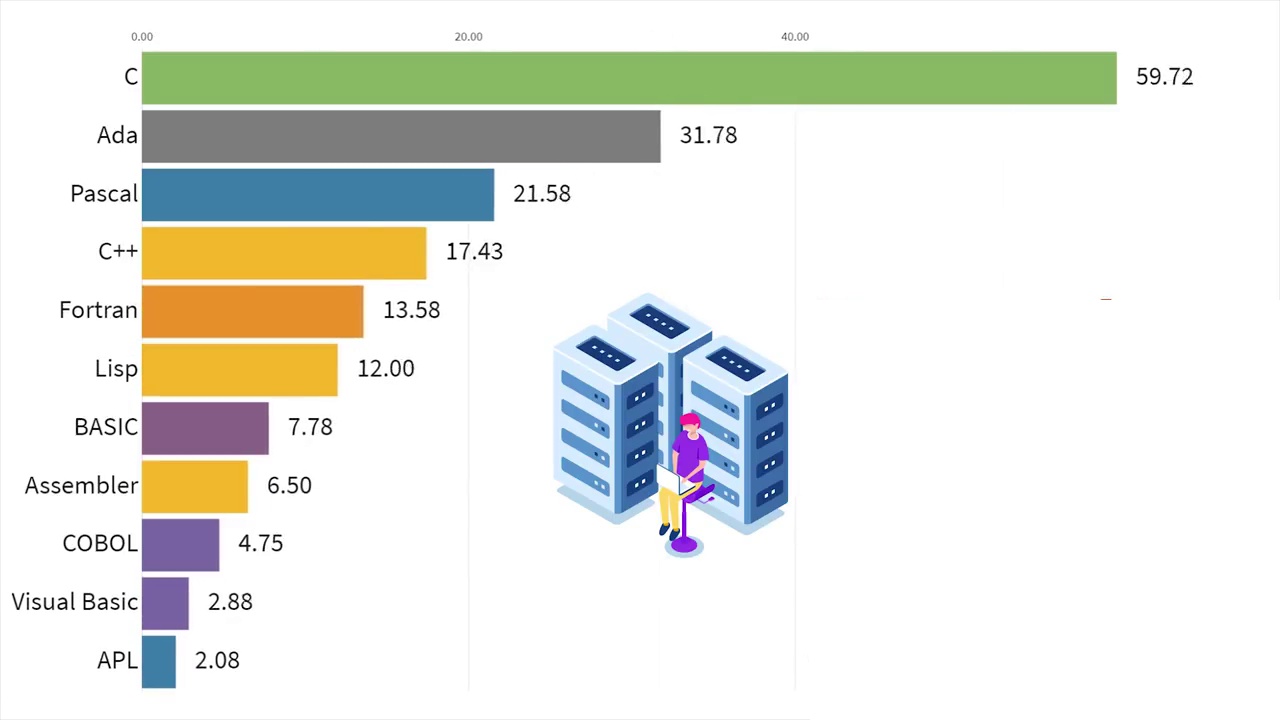 0.00 20.00 40.00
C 59.72
Ada 31.78
Pascal 21.58
C++ 17.43
Fortran 13.58
Lisp 12.00
BASIC 7.78
Assembler 6.50
COBOL 4.75
Visual Basic 2.88
APL 2.08